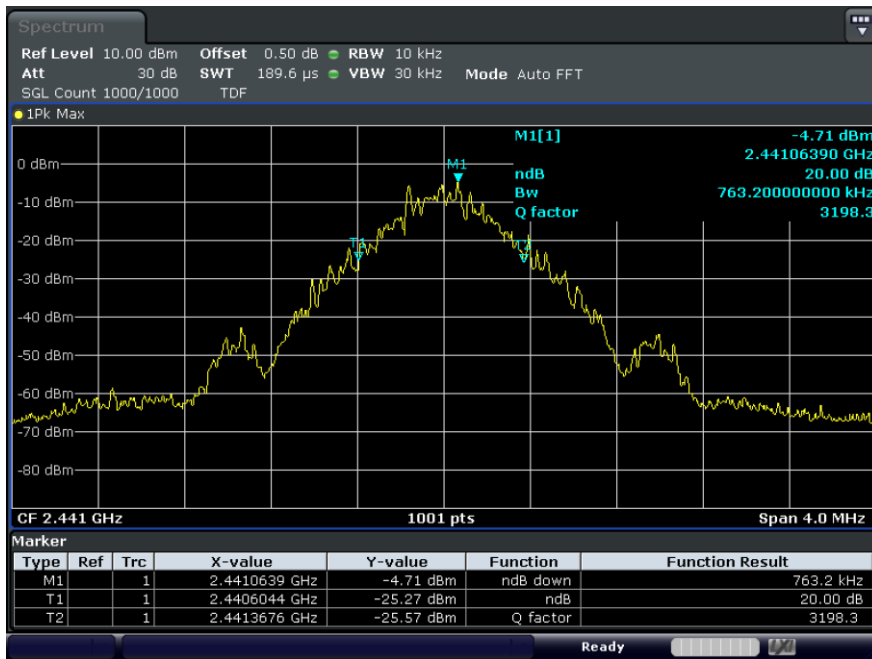 Spectrum
Ref Level 10.00 dBm Offset 0.50 dB RBW 10 kHz
Att 30 dB SWT 189.6 µs VBW 30 kHz Mode Auto FFT
SGL Count 1000/1000 TDF
1Pk Max
M1[1] -4.71 dBm
2.44106390 GHz
0 dBm
M1
ndB 20.00 dB
Bw 763.200000000 kHz
-10 dBm
Q factor 3198.3
-20 dBm
T1
T2
-30 dBm
-40 dBm
-50 dBm
-60 dBm
-70 dBm
-80 dBm
CF 2.441 GHz 1001 pts Span 4.0 MHz
Marker
Type Ref Trc X-value Y-value Function Function Result
M1 1 2.4410639 GHz -4.71 dBm ndB down 763.2 kHz
T1 1 2.4406044 GHz -25.27 dBm ndB 20.00 dB
T2 1 2.4413676 GHz -25.57 dBm Q factor 3198.3
Ready